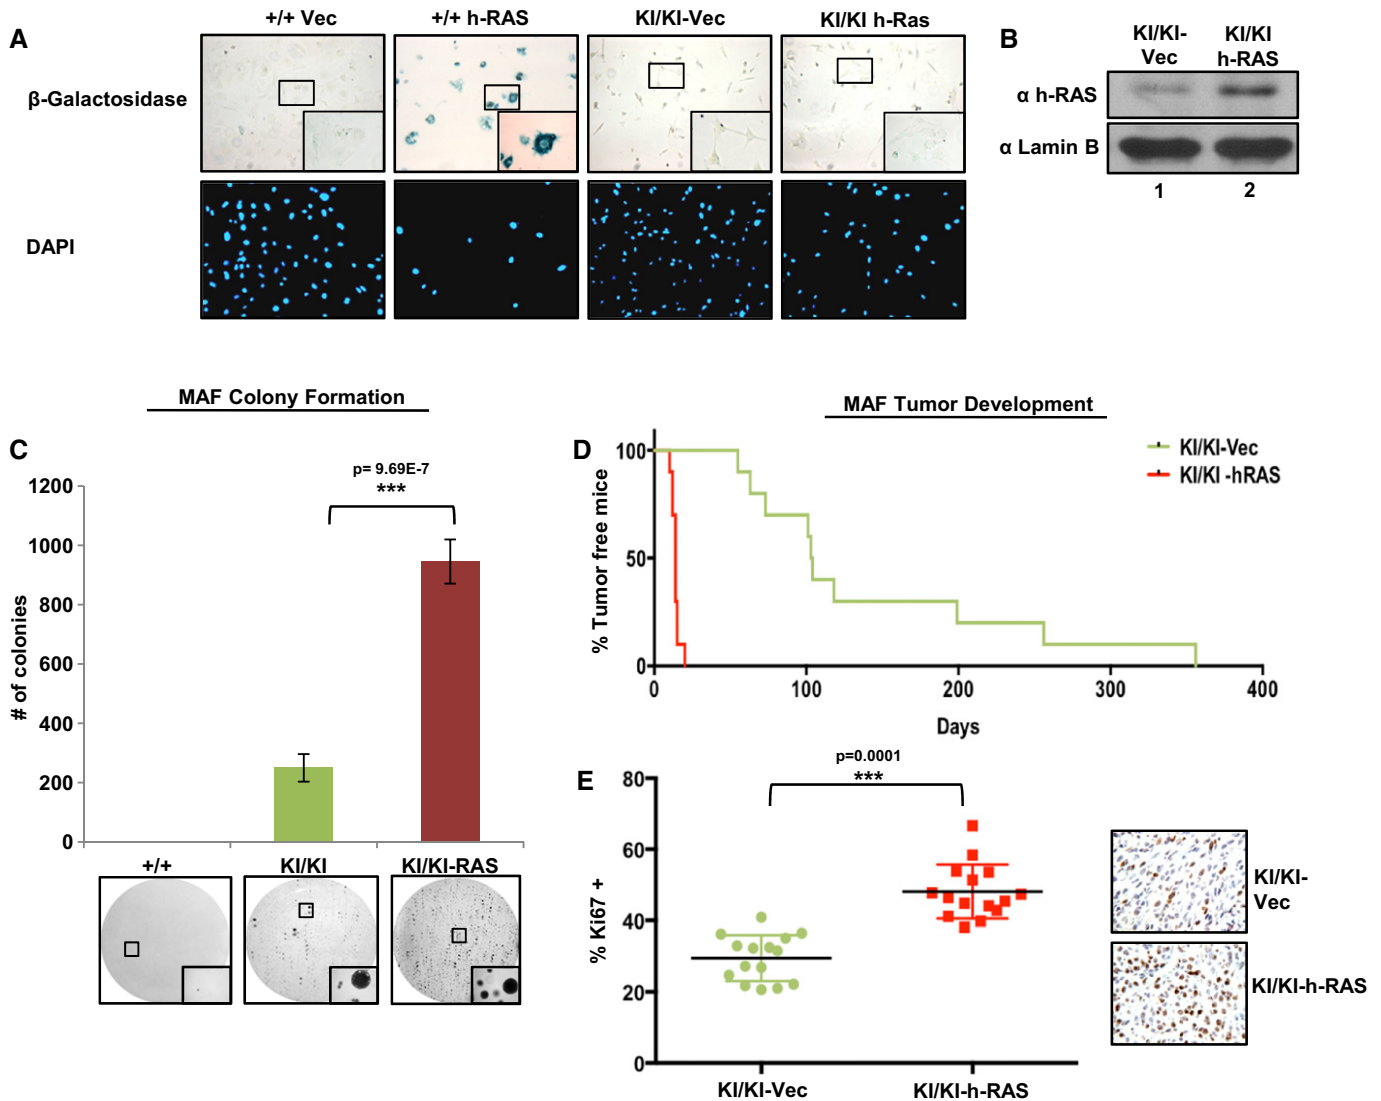 A
+/+ Vec
+/+ h-RAS
KI/KI-Vec
KI/KI h-Ras
β-Galactosidase
DAPI
B
KI/KI-
Vec
KI/KI
h-RAS
α h-RAS
α Lamin B
1
2
MAF Colony Formation
C
p= 9.69E-7
***
# of colonies
1200
1000
800
600
400
200
0
+/+
KI/KI
KI/KI-RAS
MAF Tumor Development
D
% Tumor free mice
100
50
0
0
100
200
300
400
Days
KI/KI-Vec
KI/KI -hRAS
E
p=0.0001
***
% Ki67 +
80
60
40
20
0
KI/KI-Vec
KI/KI-h-RAS
KI/KI-
Vec
KI/KI-h-RAS